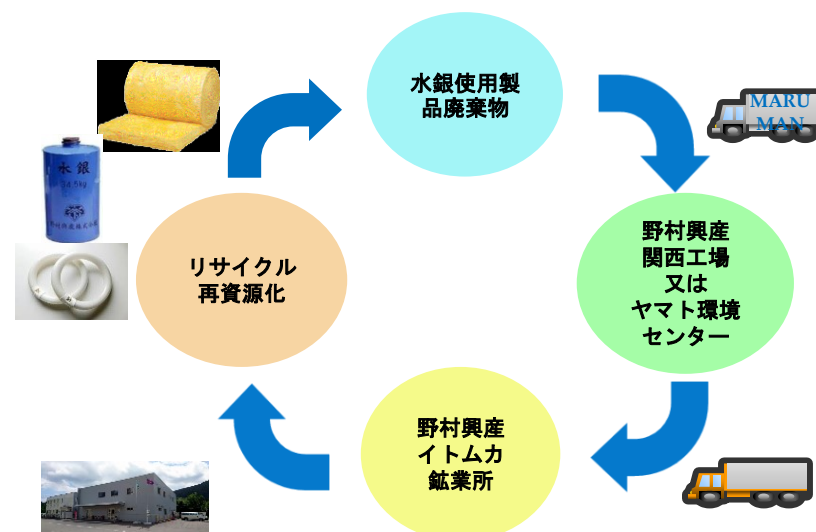 水銀使用製
品廃棄物
MARU
MAN
水銀
34.5kg
野村興産
関西工場
又は
ヤマト環境
センター
リサイクル
再資源化
野村興産
イトムカ
鉱業所